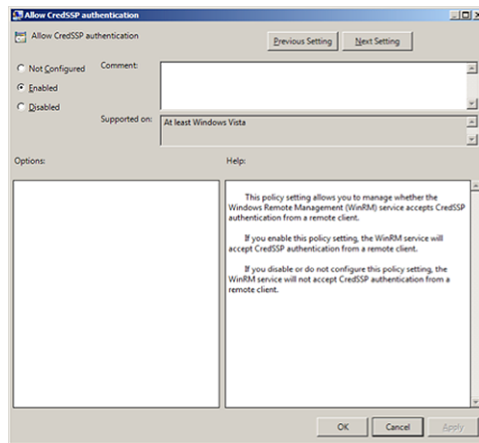 Allow CredSSP authentication
Allow CredSSP authentication
Previous Setting
Next Setting
Not Configured
Comment:
Enabled
Disabled
Supported on:
At least Windows Vista
Options:
Help:
This policy setting allows you to manage whether the
Windows Remote Management (WinRM) service accepts CredSSP
authentication from a remote client.
If you enable this policy setting, the WinRM service will
accept CredSSP authentication from a remote client.
If you disable or do not configure this policy setting, the
WinRM service will not accept CredSSP authentication from a
remote client.
OK
Cancel
Apply